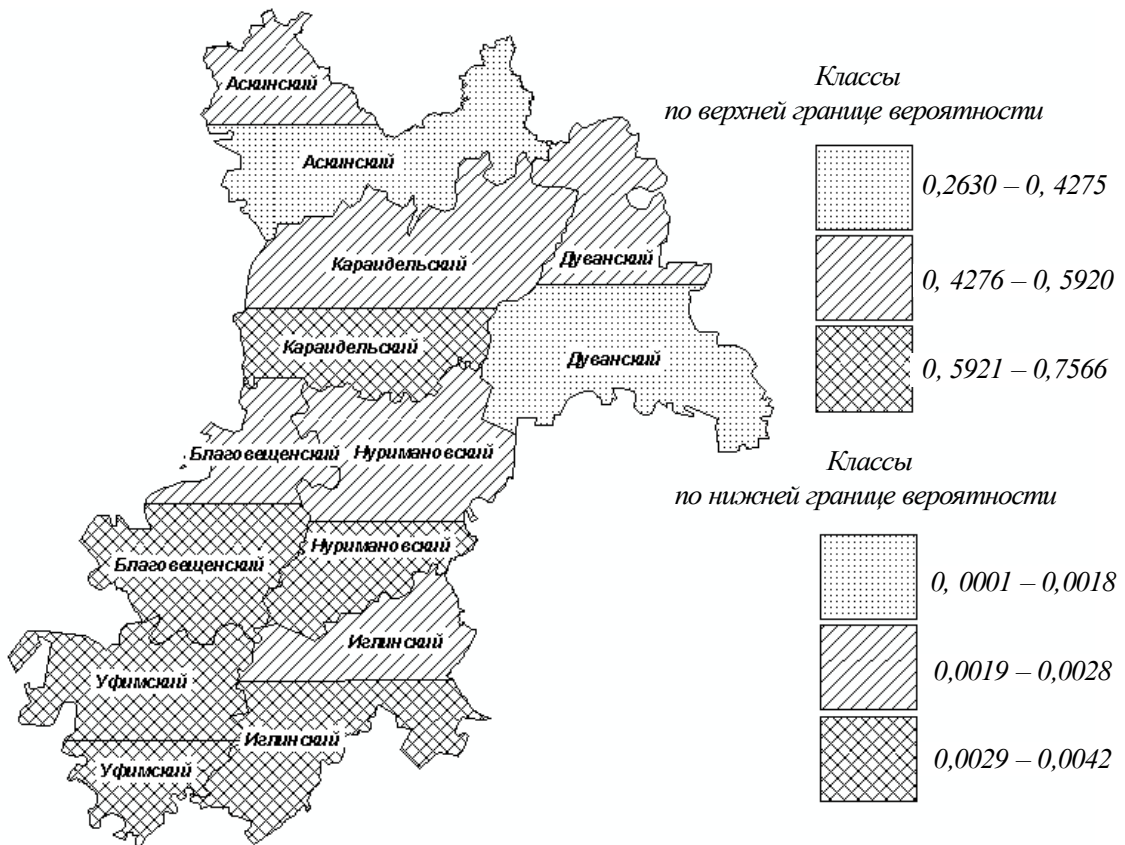 Аскинский
Аскинский
Караидельский
Дуванский
Караидельский
Дуванский
Благовещенский
Нуримановский
Благовещенский
Нуримановский
Иглинский
Уфимский
Иглинский
Уфимский
Классы
по верхней границе вероятности
0,2630 – 0, 4275
0, 4276 – 0, 5920
0, 5921 – 0,7566
Классы
по нижней границе вероятности
0, 0001 – 0,0018
0,0019 – 0,0028
0,0029 – 0,0042